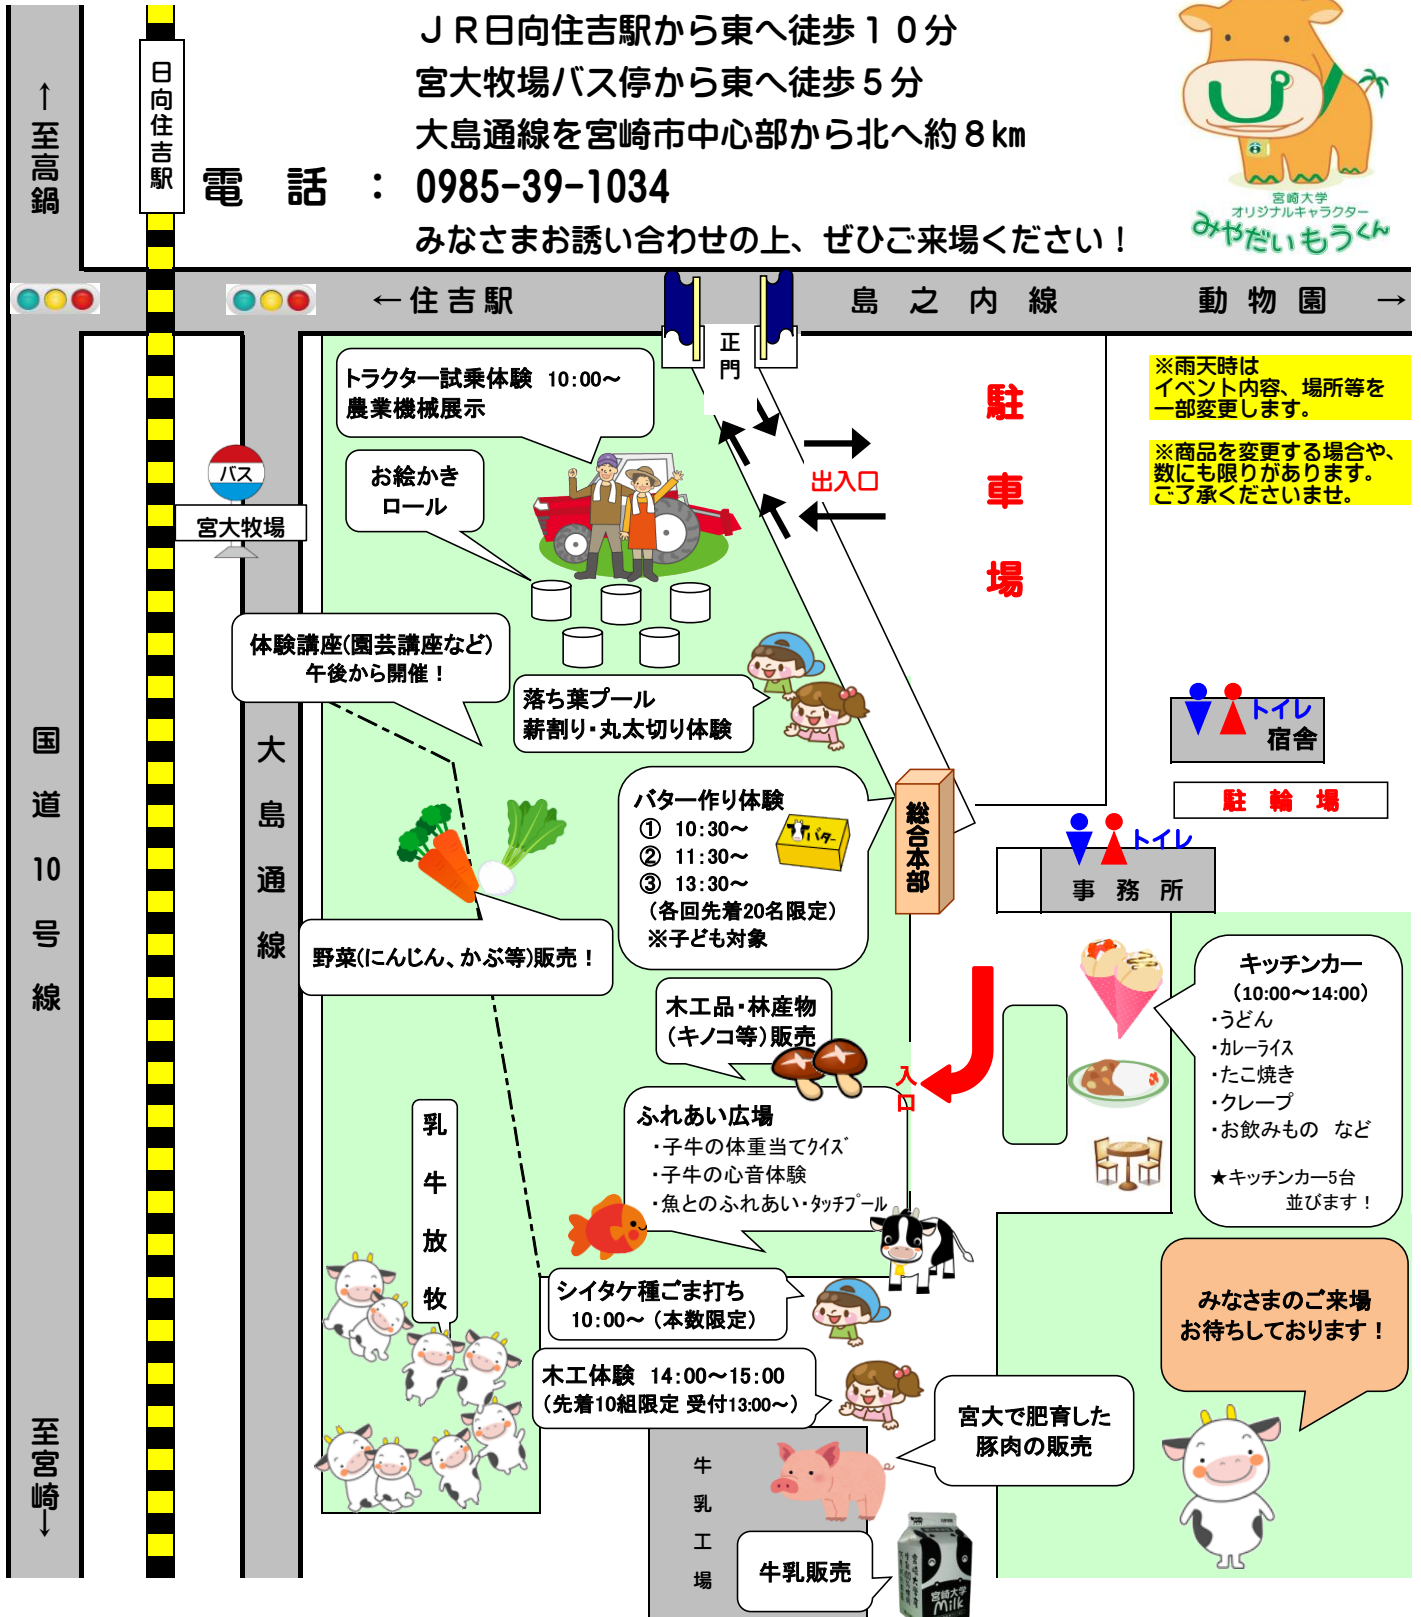 ＪＲ日向住吉駅から東へ徒歩１０分
宮大牧場バス停から東へ徒歩５分
大島通線を宮崎市中心部から北へ約８km
電 話 : 0985-39-1034
みなさまお誘い合わせの上、ぜひご来場ください！
宮崎大学
オリジナルキャラクター
みやだいもうくん
↑至高鍋
日向住吉駅
←住吉駅
島之内線
動物園 →
正門
トラクター試乗体験 10:00～
農業機械展示
※雨天時は
イベント内容、場所等を
一部変更します。
※商品を変更する場合や、
数にも限りがあります。
ご了承くださいませ。
駐車場
出入口
お絵かき
ロール
バス
宮大牧場
体験講座(園芸講座など)
午後から開催！
落ち葉プール
薪割り・丸太切り体験
トイレ
宿舎
駐輪場
国道10号線
大島通線
バター作り体験
① 10:30～
② 11:30～
③ 13:30～
(各回先着20名限定)
※子ども対象
バター
総合本部
トイレ
事務所
野菜(にんじん、かぶ等)販売！
木工品・林産物
(キノコ等)販売
キッチンカー
(10:00～14:00)
・うどん
・カレーライス
・たこ焼き
・クレープ
・お飲みもの など
★キッチンカー5台
並びます！
入口
ふれあい広場
・子牛の体重当てクイズ
・子牛の心音体験
・魚とのふれあい・タッチプール
乳牛放牧
シイタケ種ごま打ち
10:00～ (本数限定)
木工体験 14:00～15:00
(先着10組限定 受付13:00～)
みなさまのご来場
お待ちしております！
宮大で肥育した
豚肉の販売
至宮崎↓
牛乳工場
牛乳販売
宮崎大学
Milk